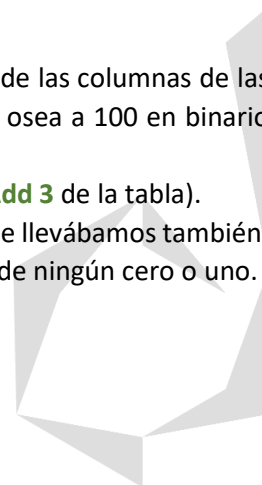 de las columnas de las
osea a 100 en binario
dd 3 de la tabla).
e llevábamos también
de ningún cero o uno.